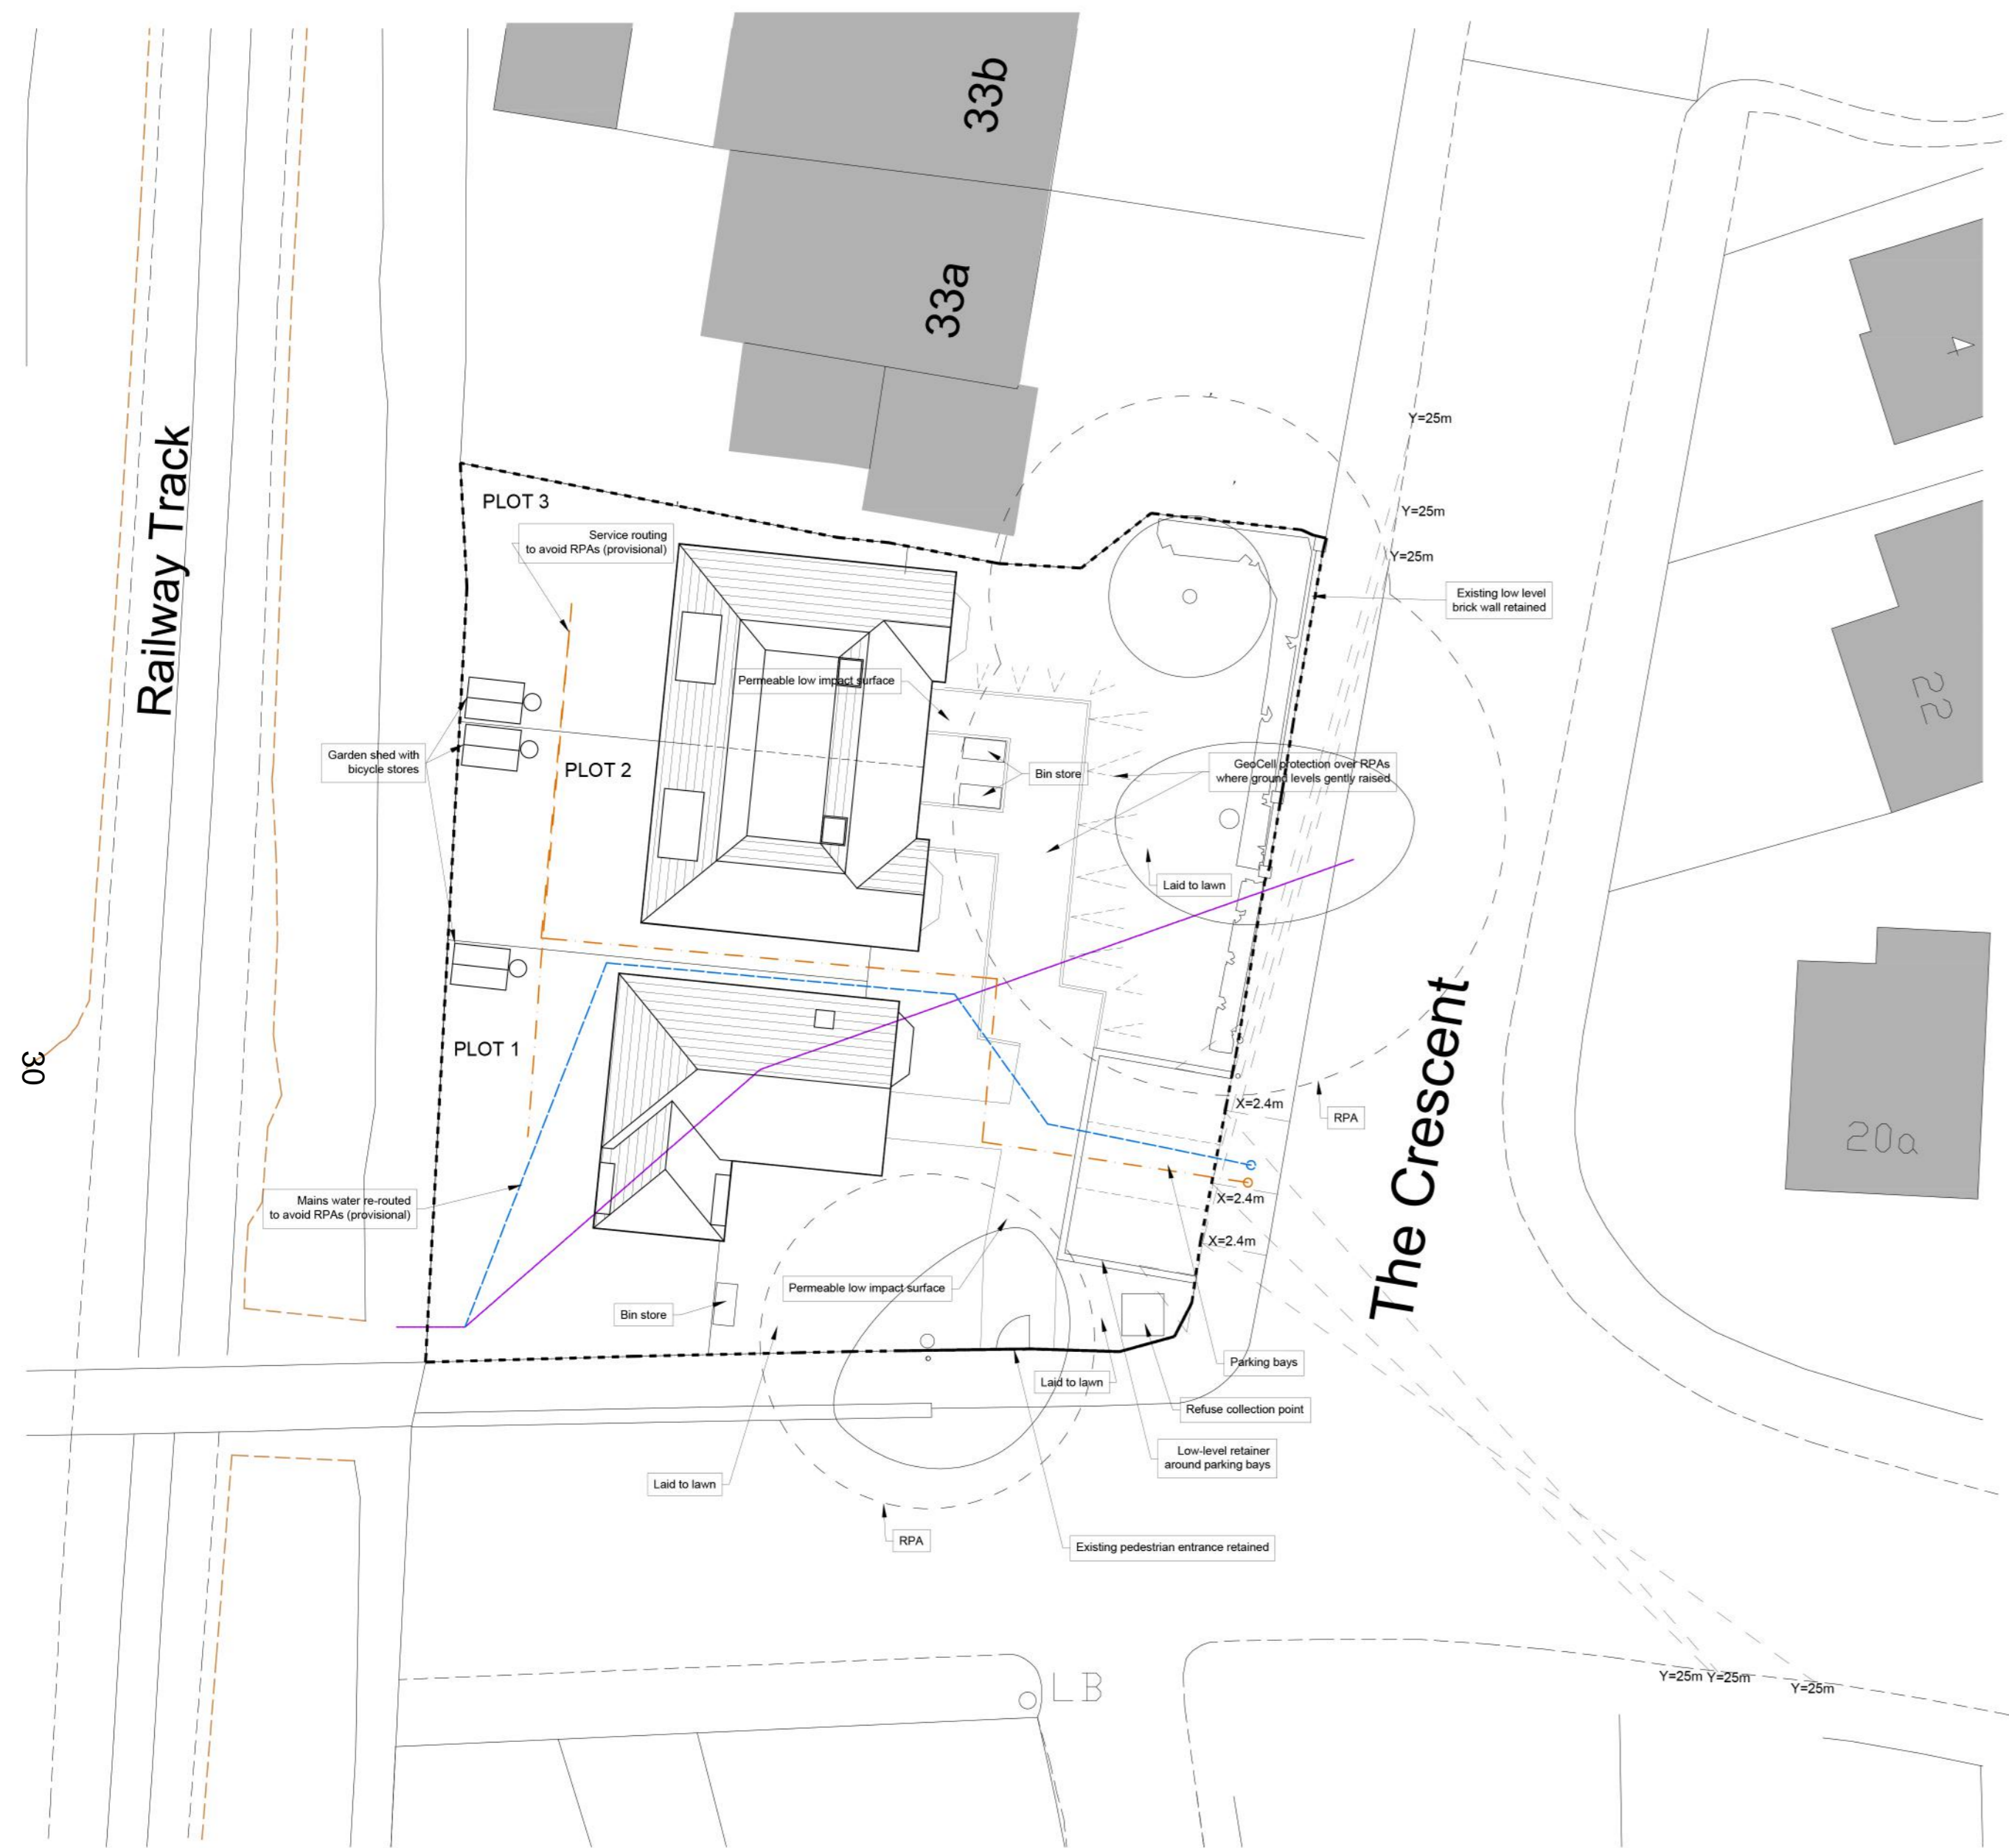 33b
33a
4
22
20a
Railway Track
The Crescent
30
PLOT 3
Service routing
to avoid RPAs (provisional)
Y=25m
Y=25m
Y=25m
Existing low level
brick wall retained
Permeable low impact surface
Garden shed with
bicycle stores
PLOT 2
Bin store
GeoCell protection over RPAs
where ground levels gently raised
Laid to lawn
PLOT 1
X=2.4m
RPA
X=2.4m
Mains water re-routed
to avoid RPAs (provisional)
X=2.4m
Permeable low impact surface
Bin store
Parking bays
Laid to lawn
Refuse collection point
Low-level retainer
around parking bays
Laid to lawn
RPA
Existing pedestrian entrance retained
LB
Y=25m Y=25m
Y=25m